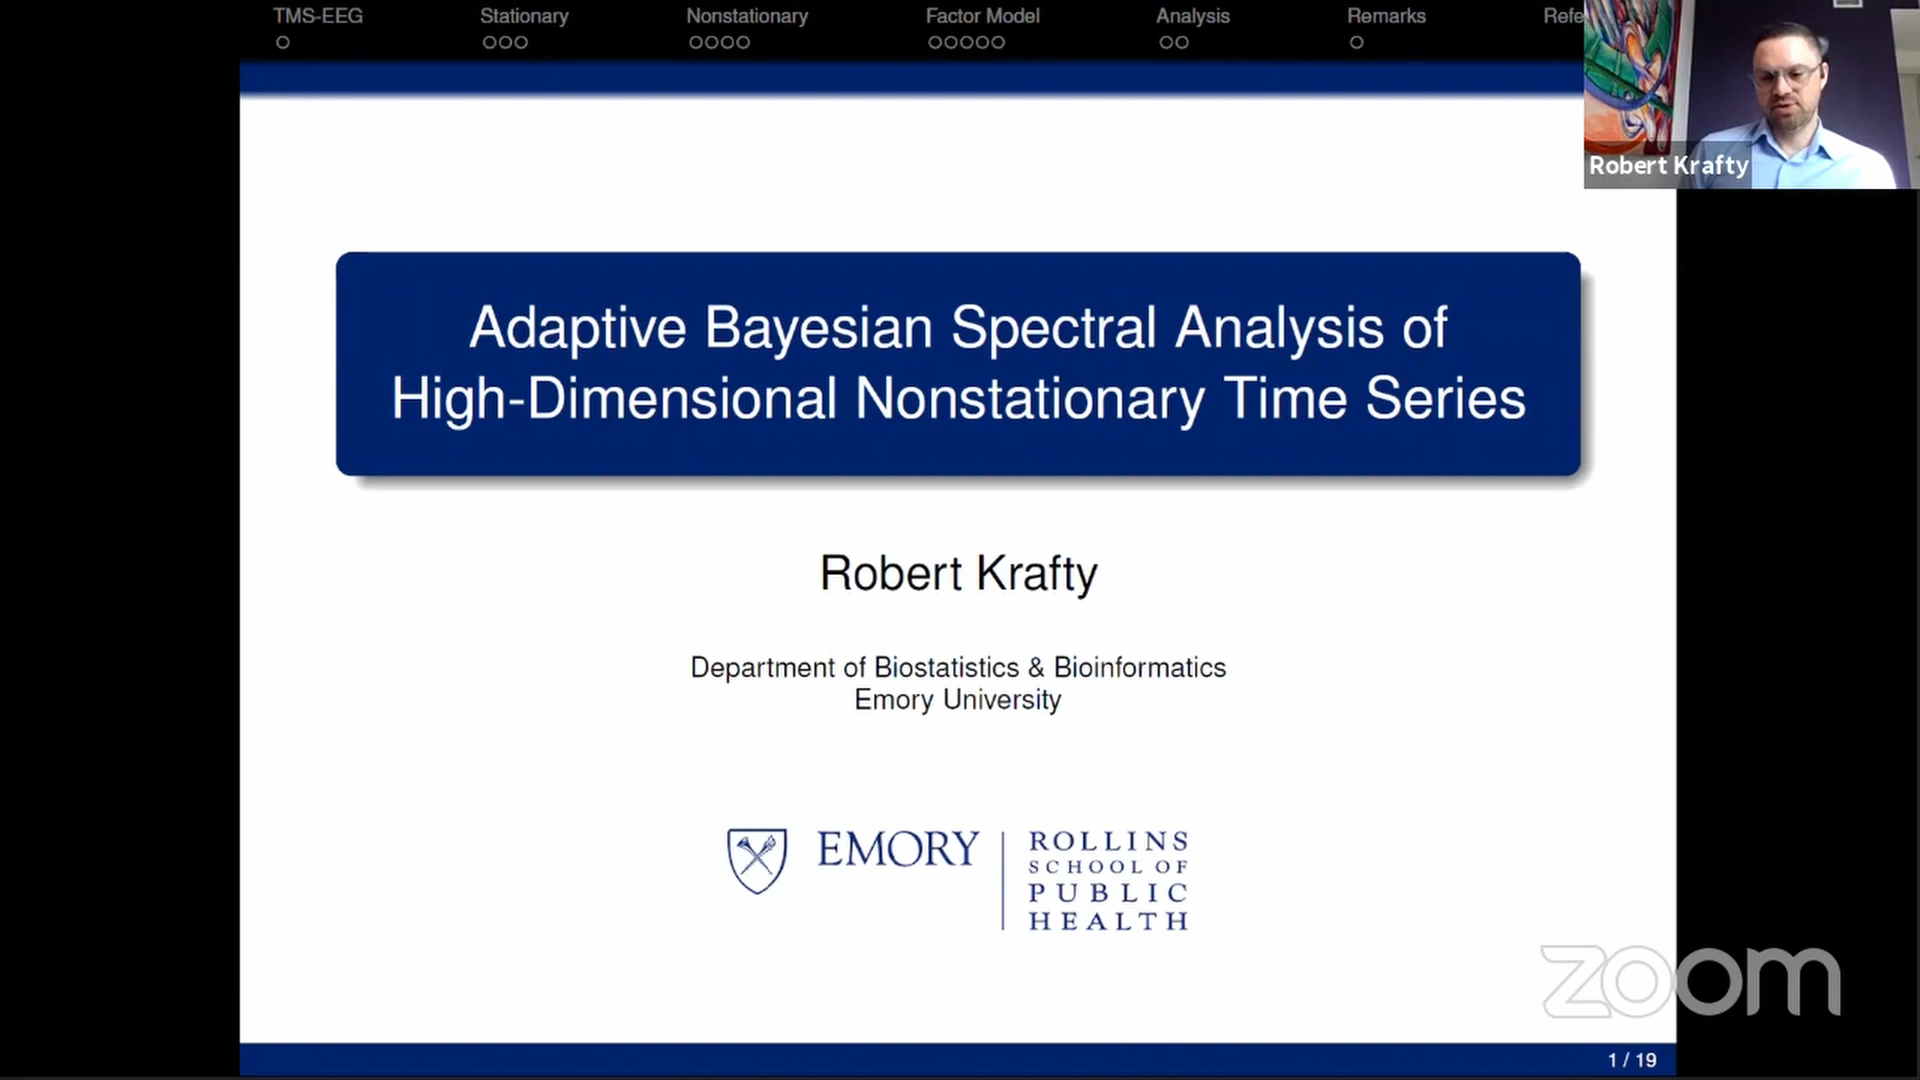 TMS-EEG Stationary Nonstationary Factor Model Analysis Remarks Refe
Robert Krafty
Adaptive Bayesian Spectral Analysis of
High-Dimensional Nonstationary Time Series
Robert Krafty
Department of Biostatistics & Bioinformatics
Emory University
EMORY
ROLLINS
SCHOOL OF
PUBLIC
HEALTH
zoom
1 / 19